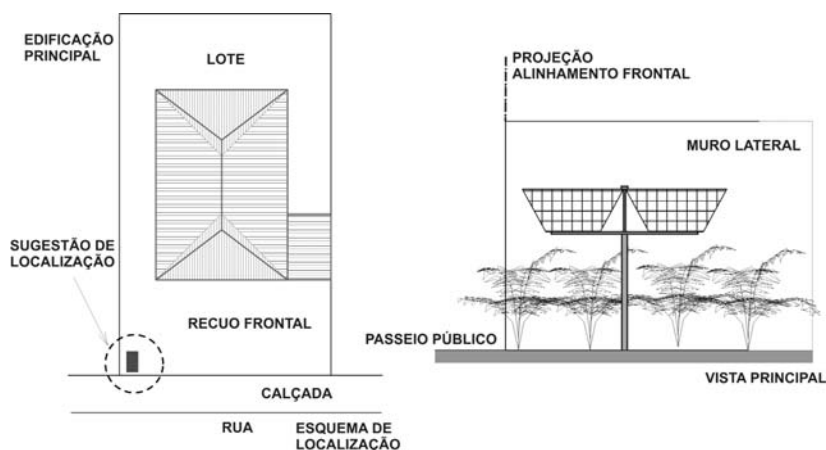 EDIFICAÇÃO
PRINCIPAL
LOTE
SUGESTÃO DE
LOCALIZAÇÃO
RECUO FRONTAL
CALÇADA
RUA
ESQUEMA DE
LOCALIZAÇÃO
PROJEÇÃO
ALINHAMENTO FRONTAL
MURO LATERAL
PASSEIO PÚBLICO
VISTA PRINCIPAL